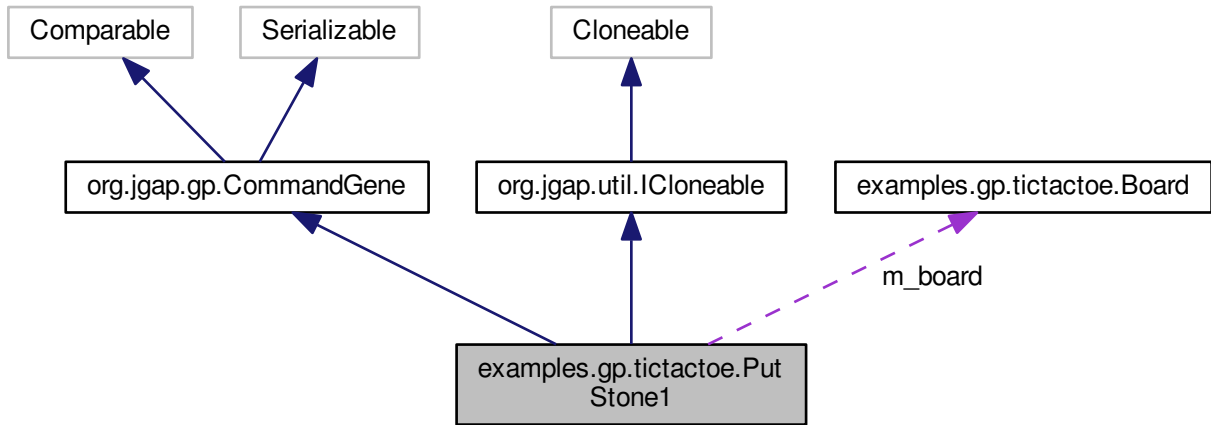 Comparable
Serializable
Cloneable
org.jgap.gp.CommandGene
org.jgap.util.ICloneable
examples.gp.tictactoe.Board
m_board
examples.gp.tictactoe.Put
Stone1